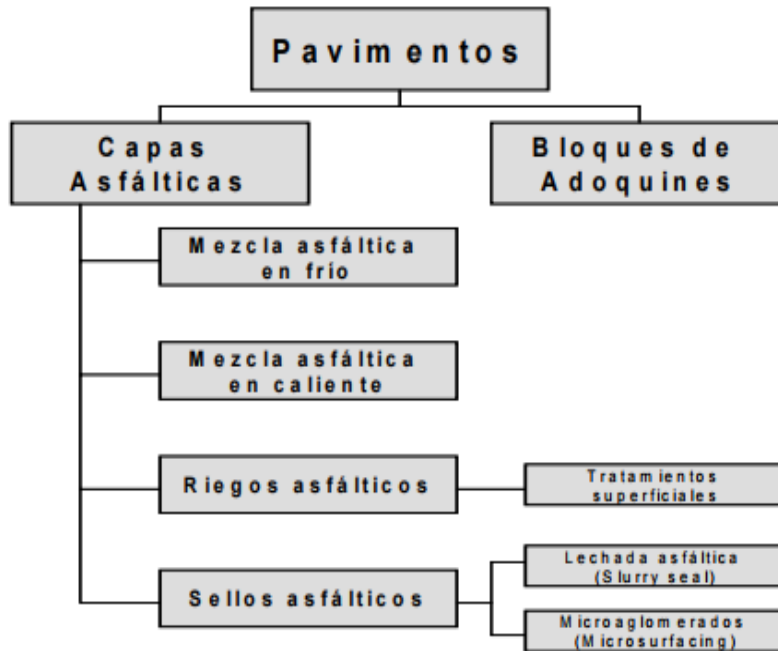 Pavimentos
Capas
Asfálticas
Bloques de
Adoquines
Mezcla asfáltica
en frío
Mezcla asfáltica
en caliente
Riegos asfálticos
Tratamientos
superficiales
Sellos asfálticos
Lechada asfáltica
(Slurry seal)
Microaglomerados
(Microsurfacing)